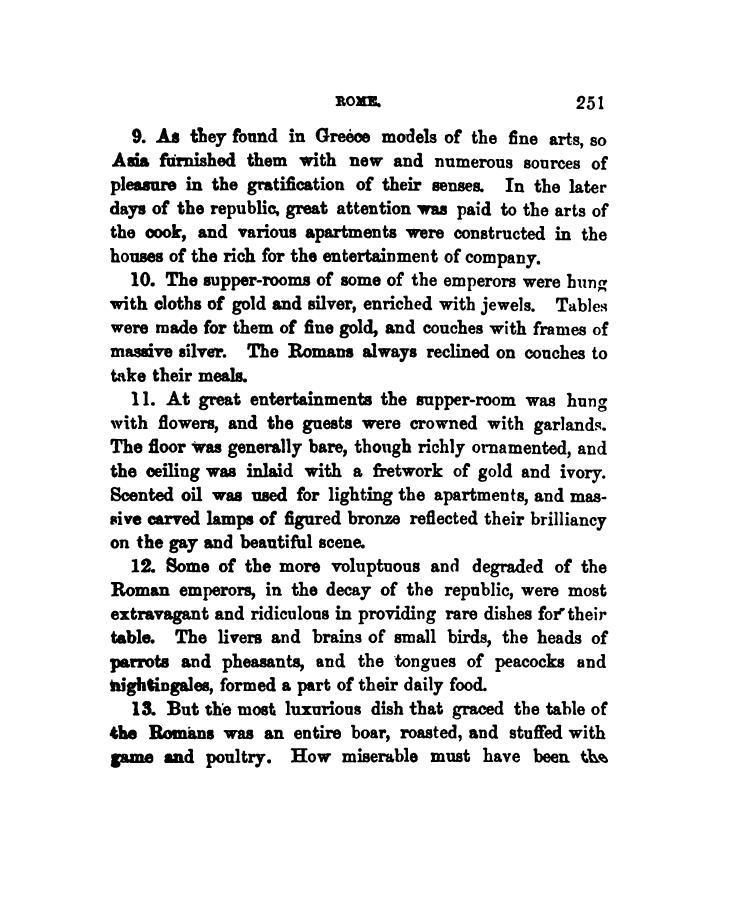 ROME. 251
9. As they found in Greece models of the fine arts, so
Asia furnished them with new and numerous sources of
pleasure in the gratification of their senses. In the later
days of the republic, great attention was paid to the arts of
the cook, and various apartments were constructed in the
houses of the rich for the entertainment of company.
10. The supper-rooms of some of the emperors were hung
with cloths of gold and silver, enriched with jewels. Tables
were made for them of fine gold, and couches with frames of
massive silver. The Romans always reclined on couches to
take their meals.
11. At great entertainments the supper-room was hung
with flowers, and the guests were crowned with garlands.
The floor was generally bare, though richly ornamented, and
the ceiling was inlaid with a fretwork of gold and ivory.
Scented oil was used for lighting the apartments, and mas-
sive carved lamps of figured bronze reflected their brilliancy
on the gay and beautiful scene.
12. Some of the more voluptuous and degraded of the
Roman emperors, in the decay of the republic, were most
extravagant and ridiculous in providing rare dishes for their
table. The livers and brains of small birds, the heads of
parrots and pheasants, and the tongues of peacocks and
nightingales, formed a part of their daily food.
13. But the most luxurious dish that graced the table of
the Romans was an entire boar, roasted, and stuffed with
game and poultry. How miserable must have been the